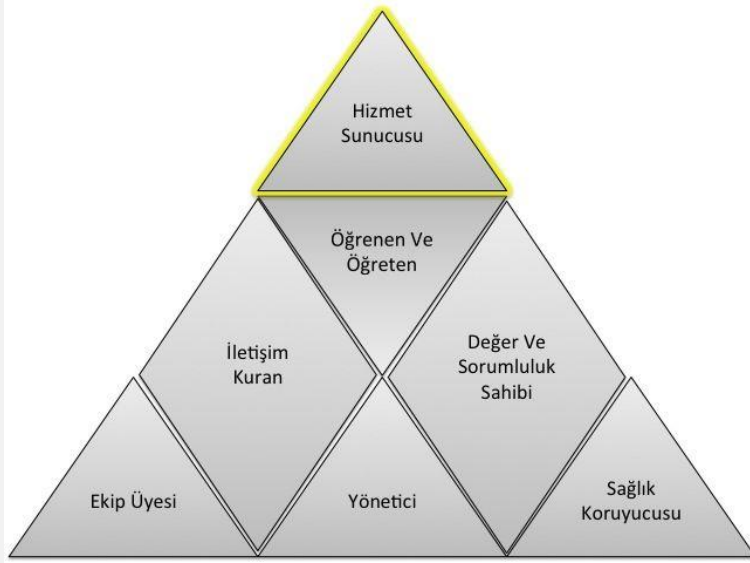 Hizmet
Sunucusu
Öğrenen Ve
Öğreten
İletişim
Kuran
Değer Ve
Sorumluluk
Sahibi
Ekip Üyesi
Yönetici
Sağlık
Koruyucusu